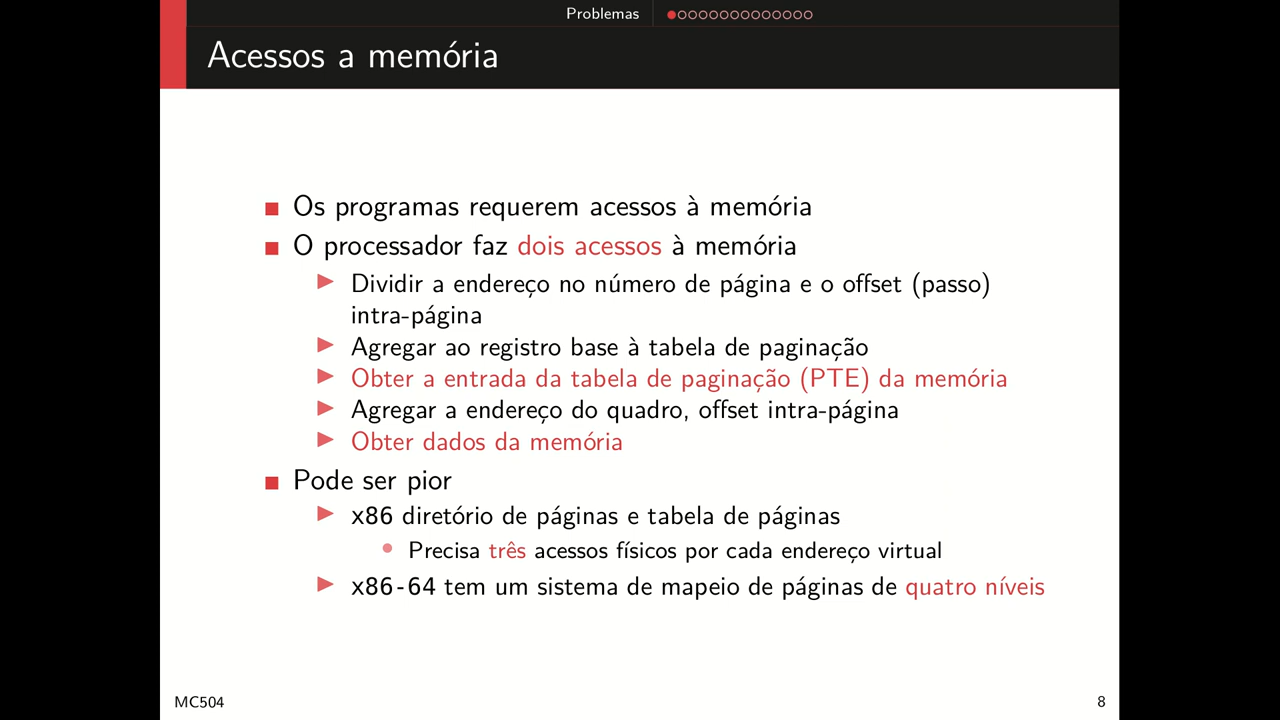 Problemas
Acessos a memória
Os programas requerem acessos à memória
O processador faz dois acessos à memória
Dividir a endereço no número de página e o offset (passo)
intra-página
Agregar ao registro base à tabela de paginação
Obter a entrada da tabela de paginação (PTE) da memória
Agregar a endereço do quadro, offset intra-página
Obter dados da memória
Pode ser pior
x86 diretório de páginas e tabela de páginas
Precisa três acessos físicos por cada endereço virtual
x86-64 tem um sistema de mapeio de páginas de quatro níveis
MC504
8